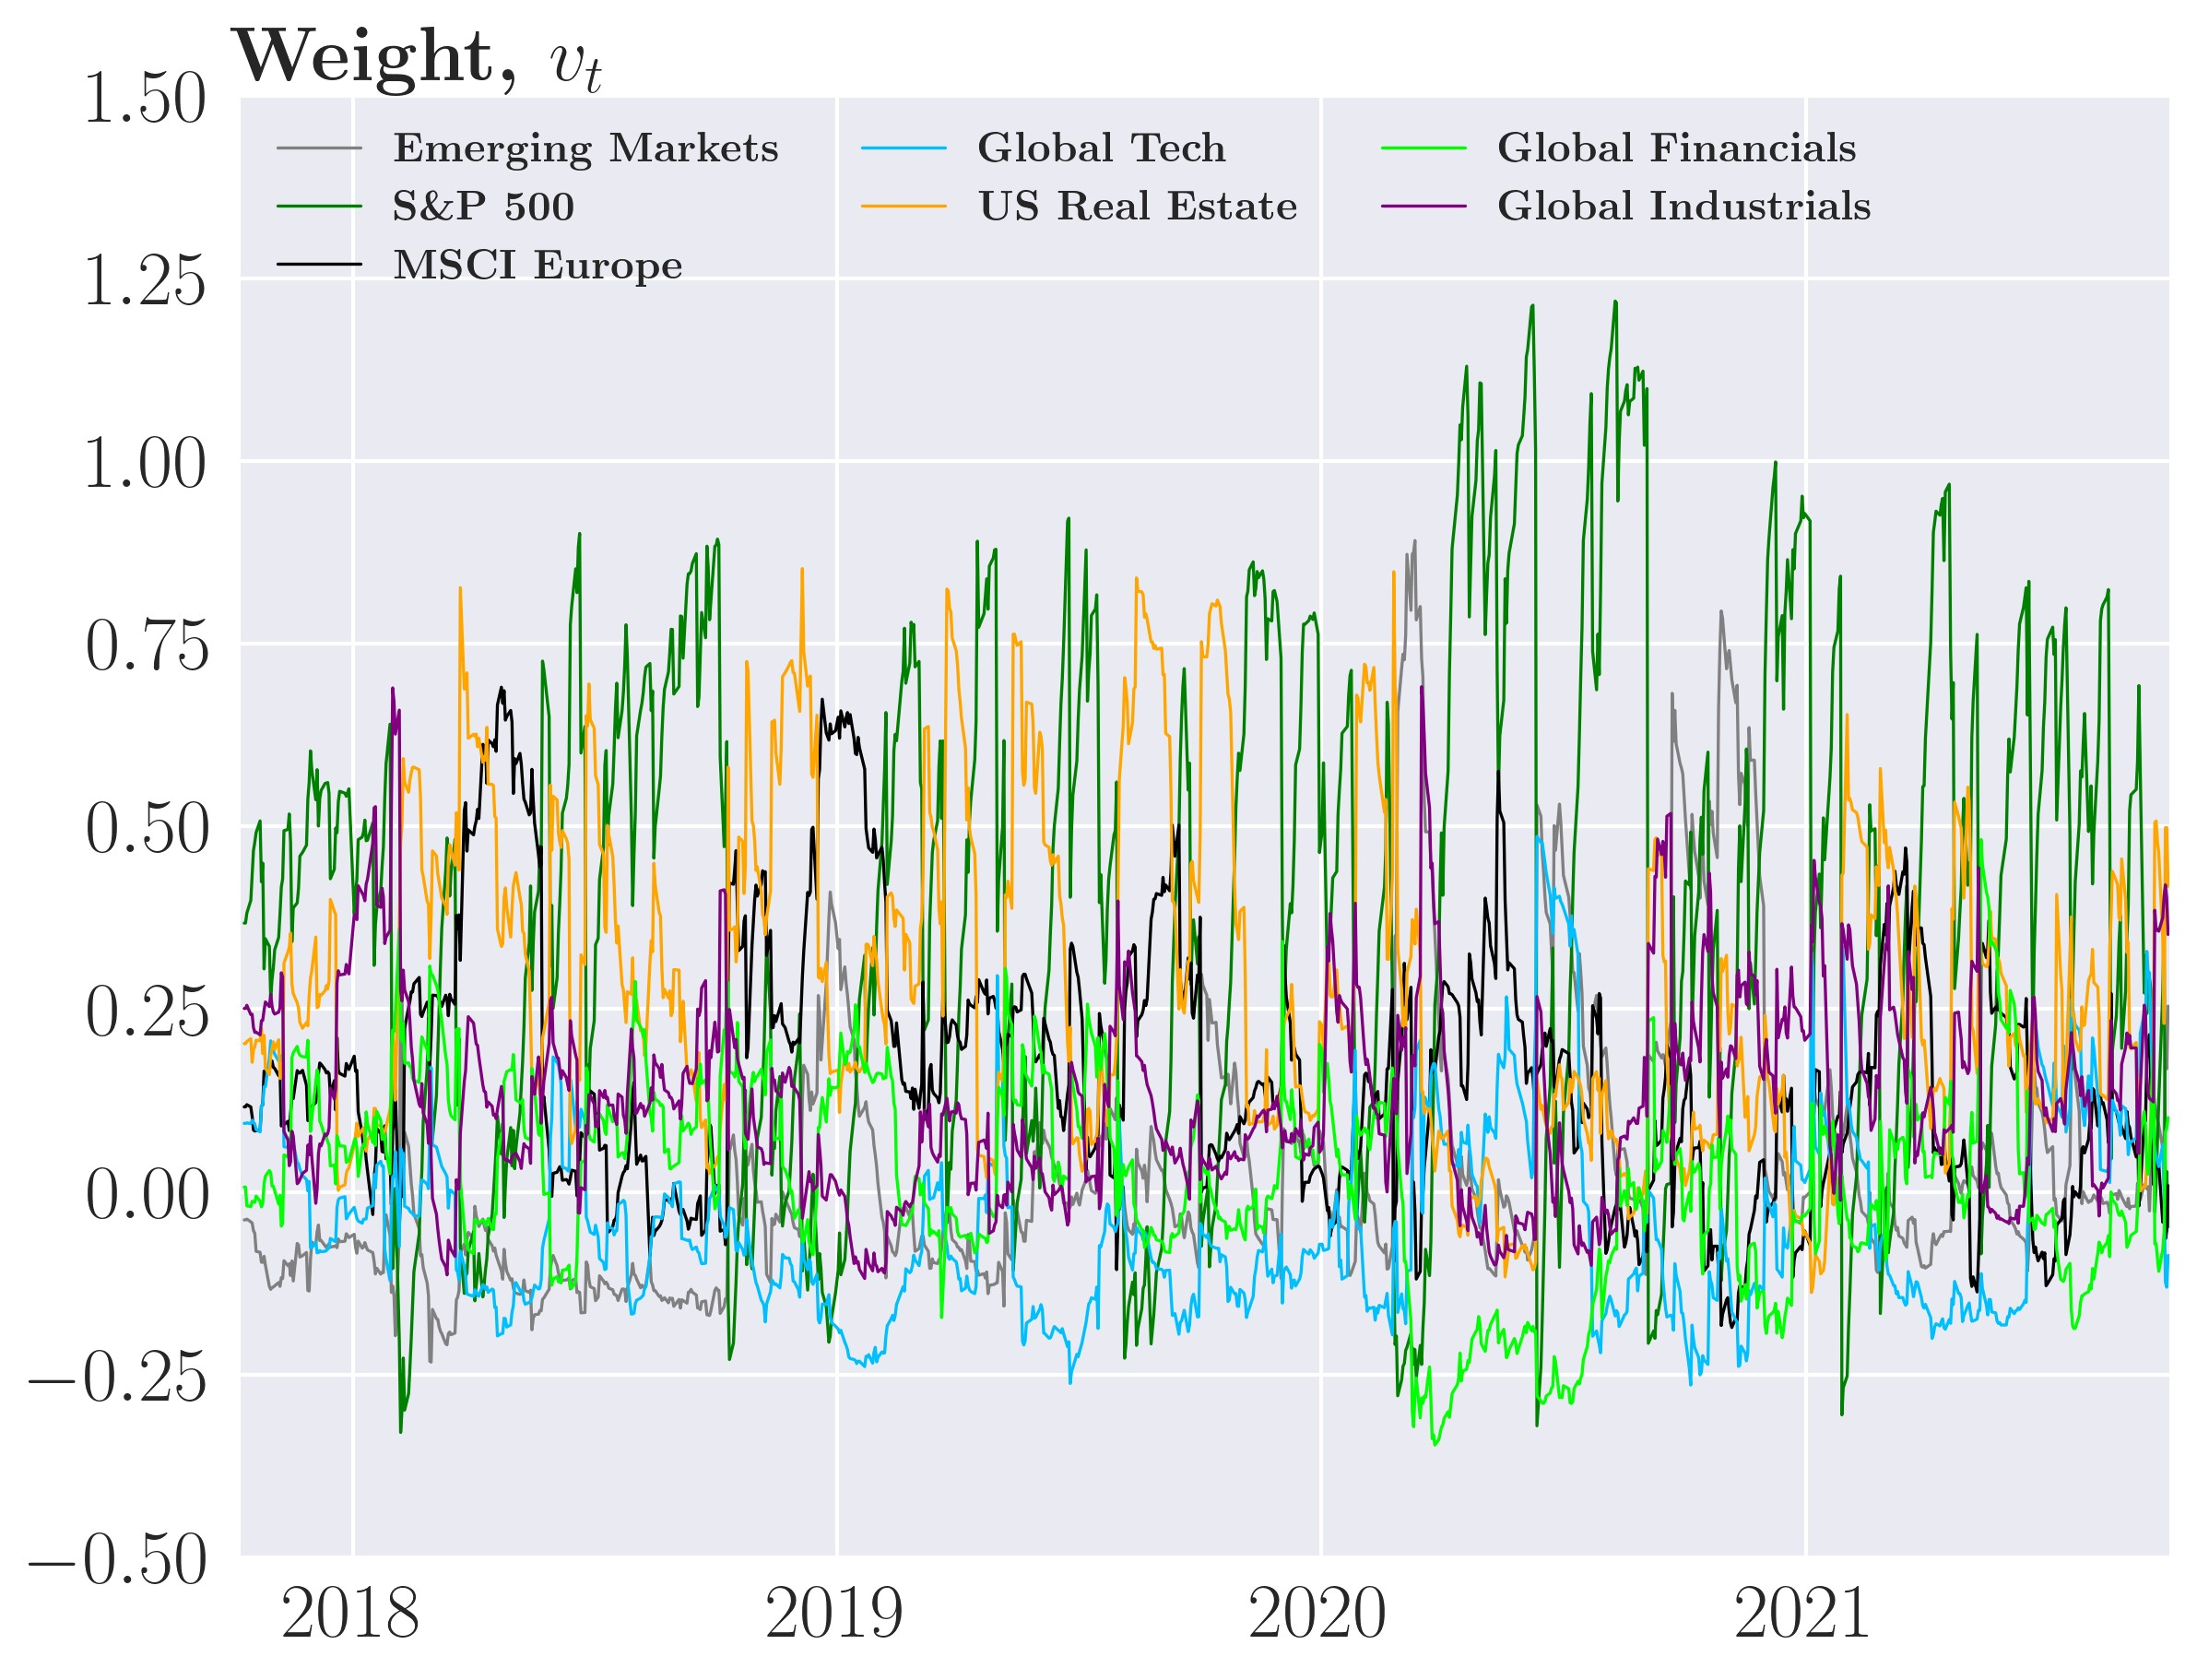 Weight, v_t
1.50
1.25
1.00
0.75
0.50
0.25
0.00
−0.25
−0.50
Emerging Markets
S&P 500
MSCI Europe
Global Tech
US Real Estate
Global Financials
Global Industrials
2018 2019 2020 2021